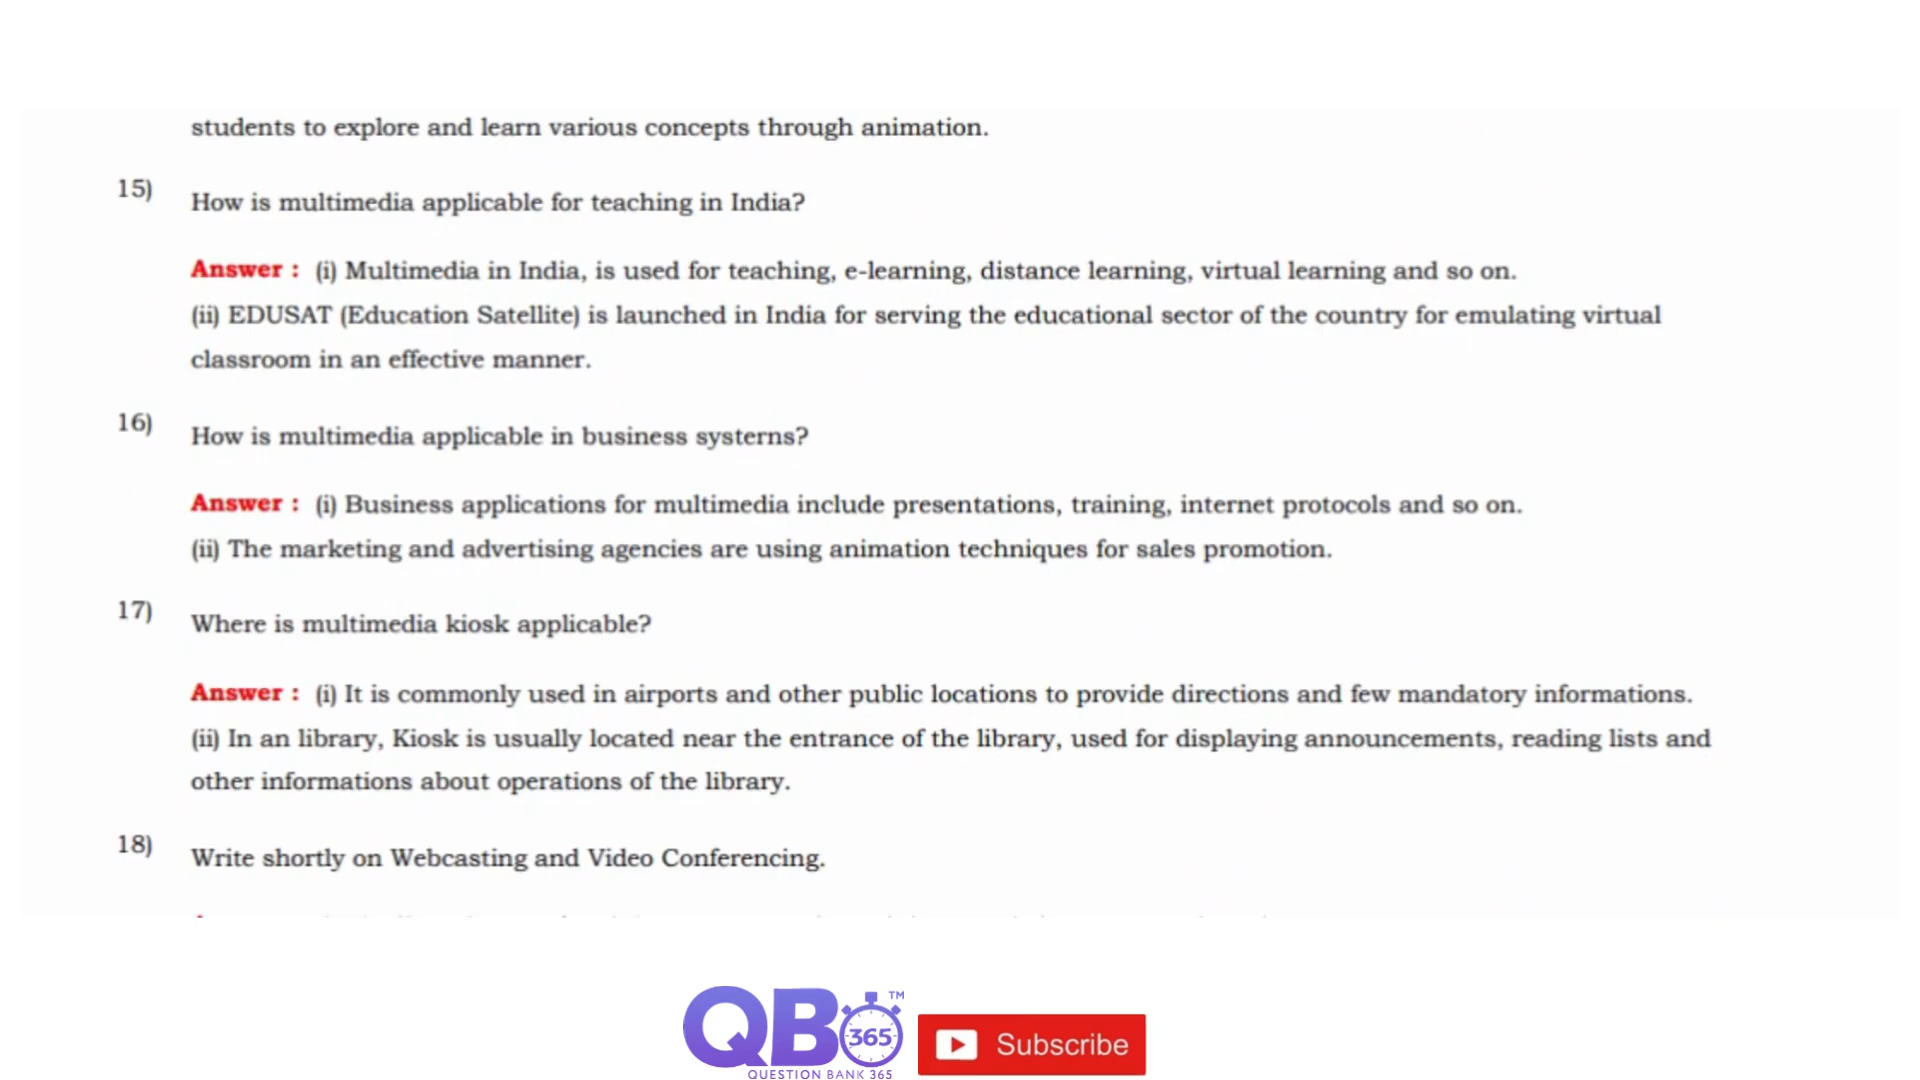 students to explore and learn various concepts through animation.
15)
How is multimedia applicable for teaching in India?
Answer : (i) Multimedia in India, is used for teaching, e-learning, distance learning, virtual learning and so on.
(ii) EDUSAT (Education Satellite) is launched in India for serving the educational sector of the country for emulating virtual
classroom in an effective manner.
16)
How is multimedia applicable in business systerns?
Answer : (i) Business applications for multimedia include presentations, training, internet protocols and so on.
(ii) The marketing and advertising agencies are using animation techniques for sales promotion.
17)
Where is multimedia kiosk applicable?
Answer : (i) It is commonly used in airports and other public locations to provide directions and few mandatory informations.
(ii) In an library, Kiosk is usually located near the entrance of the library, used for displaying announcements, reading lists and
other informations about operations of the library.
18)
Write shortly on Webcasting and Video Conferencing.
QB 365 TM
QUESTION BANK 365
Subscribe